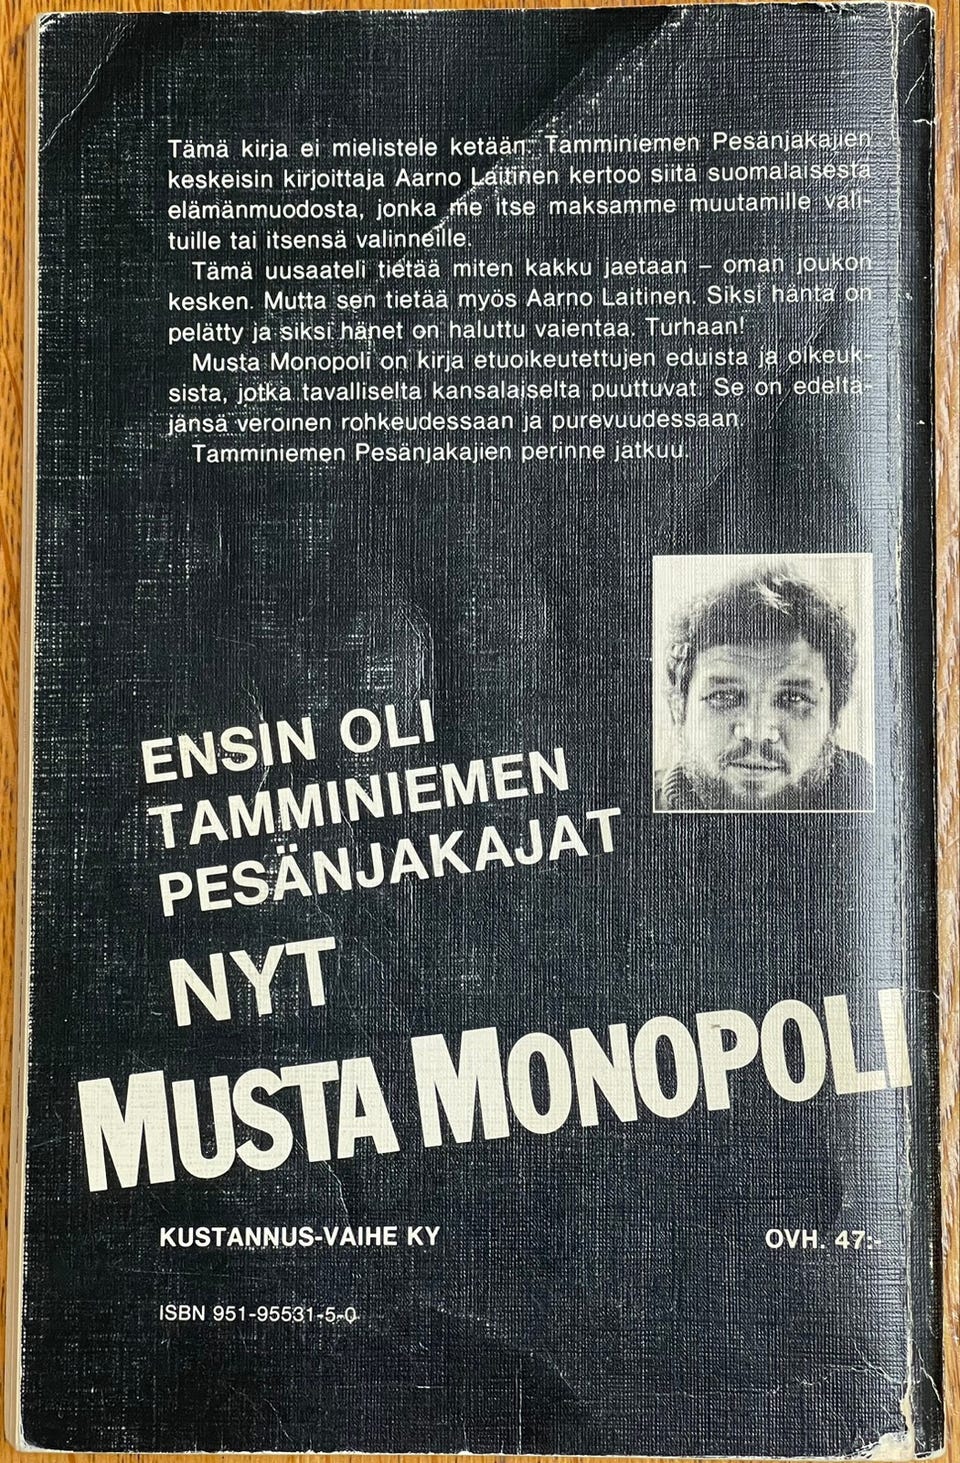 Tämä kirja ei mielistele ketään. Tamminiemen Pesänjakajien
keskeisin kirjoittaja Aarno Laitinen kertoo siitä suomalaisesta
elämänmuodosta, jonka me itse maksamme muutamille vali-
tuille tai itsensä valinneille.
Tämä uusaateli tietää miten kakku jaetaan – oman joukon
kesken. Mutta sen tietää myös Aarno Laitinen. Siksi häntä on
pelätty ja siksi hänet on haluttu vaientaa. Turhaan!
Musta Monopoli on kirja etuoikeutettujen eduista ja oikeuk-
sista, jotka tavalliselta kansalaiselta puuttuvat. Se on edeltä-
jänsä veroinen rohkeudessaan ja purevuudessaan.
Tamminiemen Pesänjakajien perinne jatkuu.
ENSIN OLI
TAMMINIEMEN
PESÄNJAKAJAT
NYT
MUSTA MONOPOLI
KUSTANNUS-VAIHE KY
OVH. 47:-
ISBN 951-95531-5-0